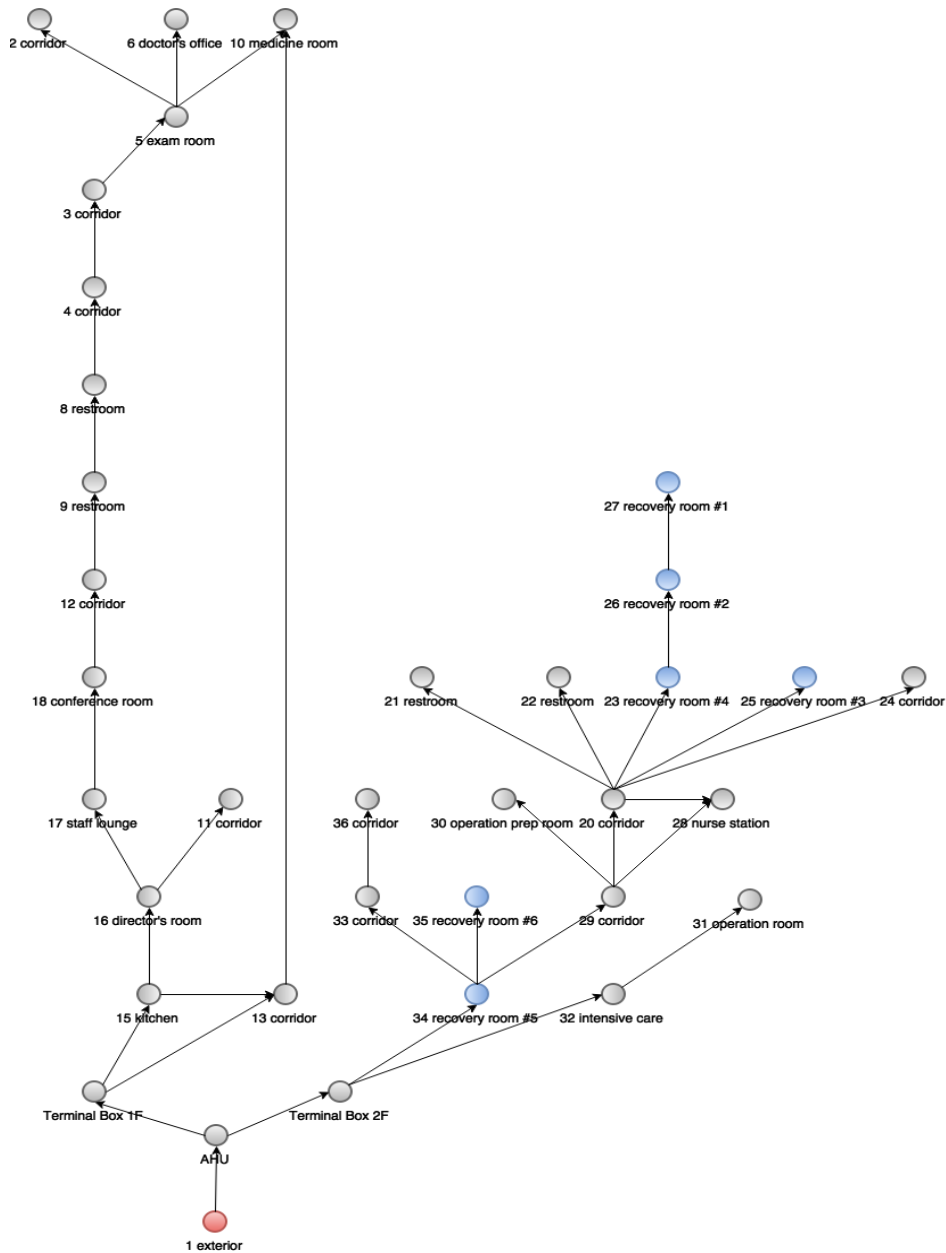 2 corridor
6 doctor's office
10 medicine room
5 exam room
3 corridor
4 corridor
8 restroom
9 restroom
27 recovery room #1
12 corridor
26 recovery room #2
18 conference room
21 restroom
22 restroom
23 recovery room #4
25 recovery room #3
24 corridor
17 staff lounge
11 corridor
36 corridor
30 operation prep room
20 corridor
28 nurse station
16 director's room
33 corridor
35 recovery room #6
29 corridor
31 operation room
15 kitchen
13 corridor
34 recovery room #5
32 intensive care
Terminal Box 1F
Terminal Box 2F
AHU
1 exterior